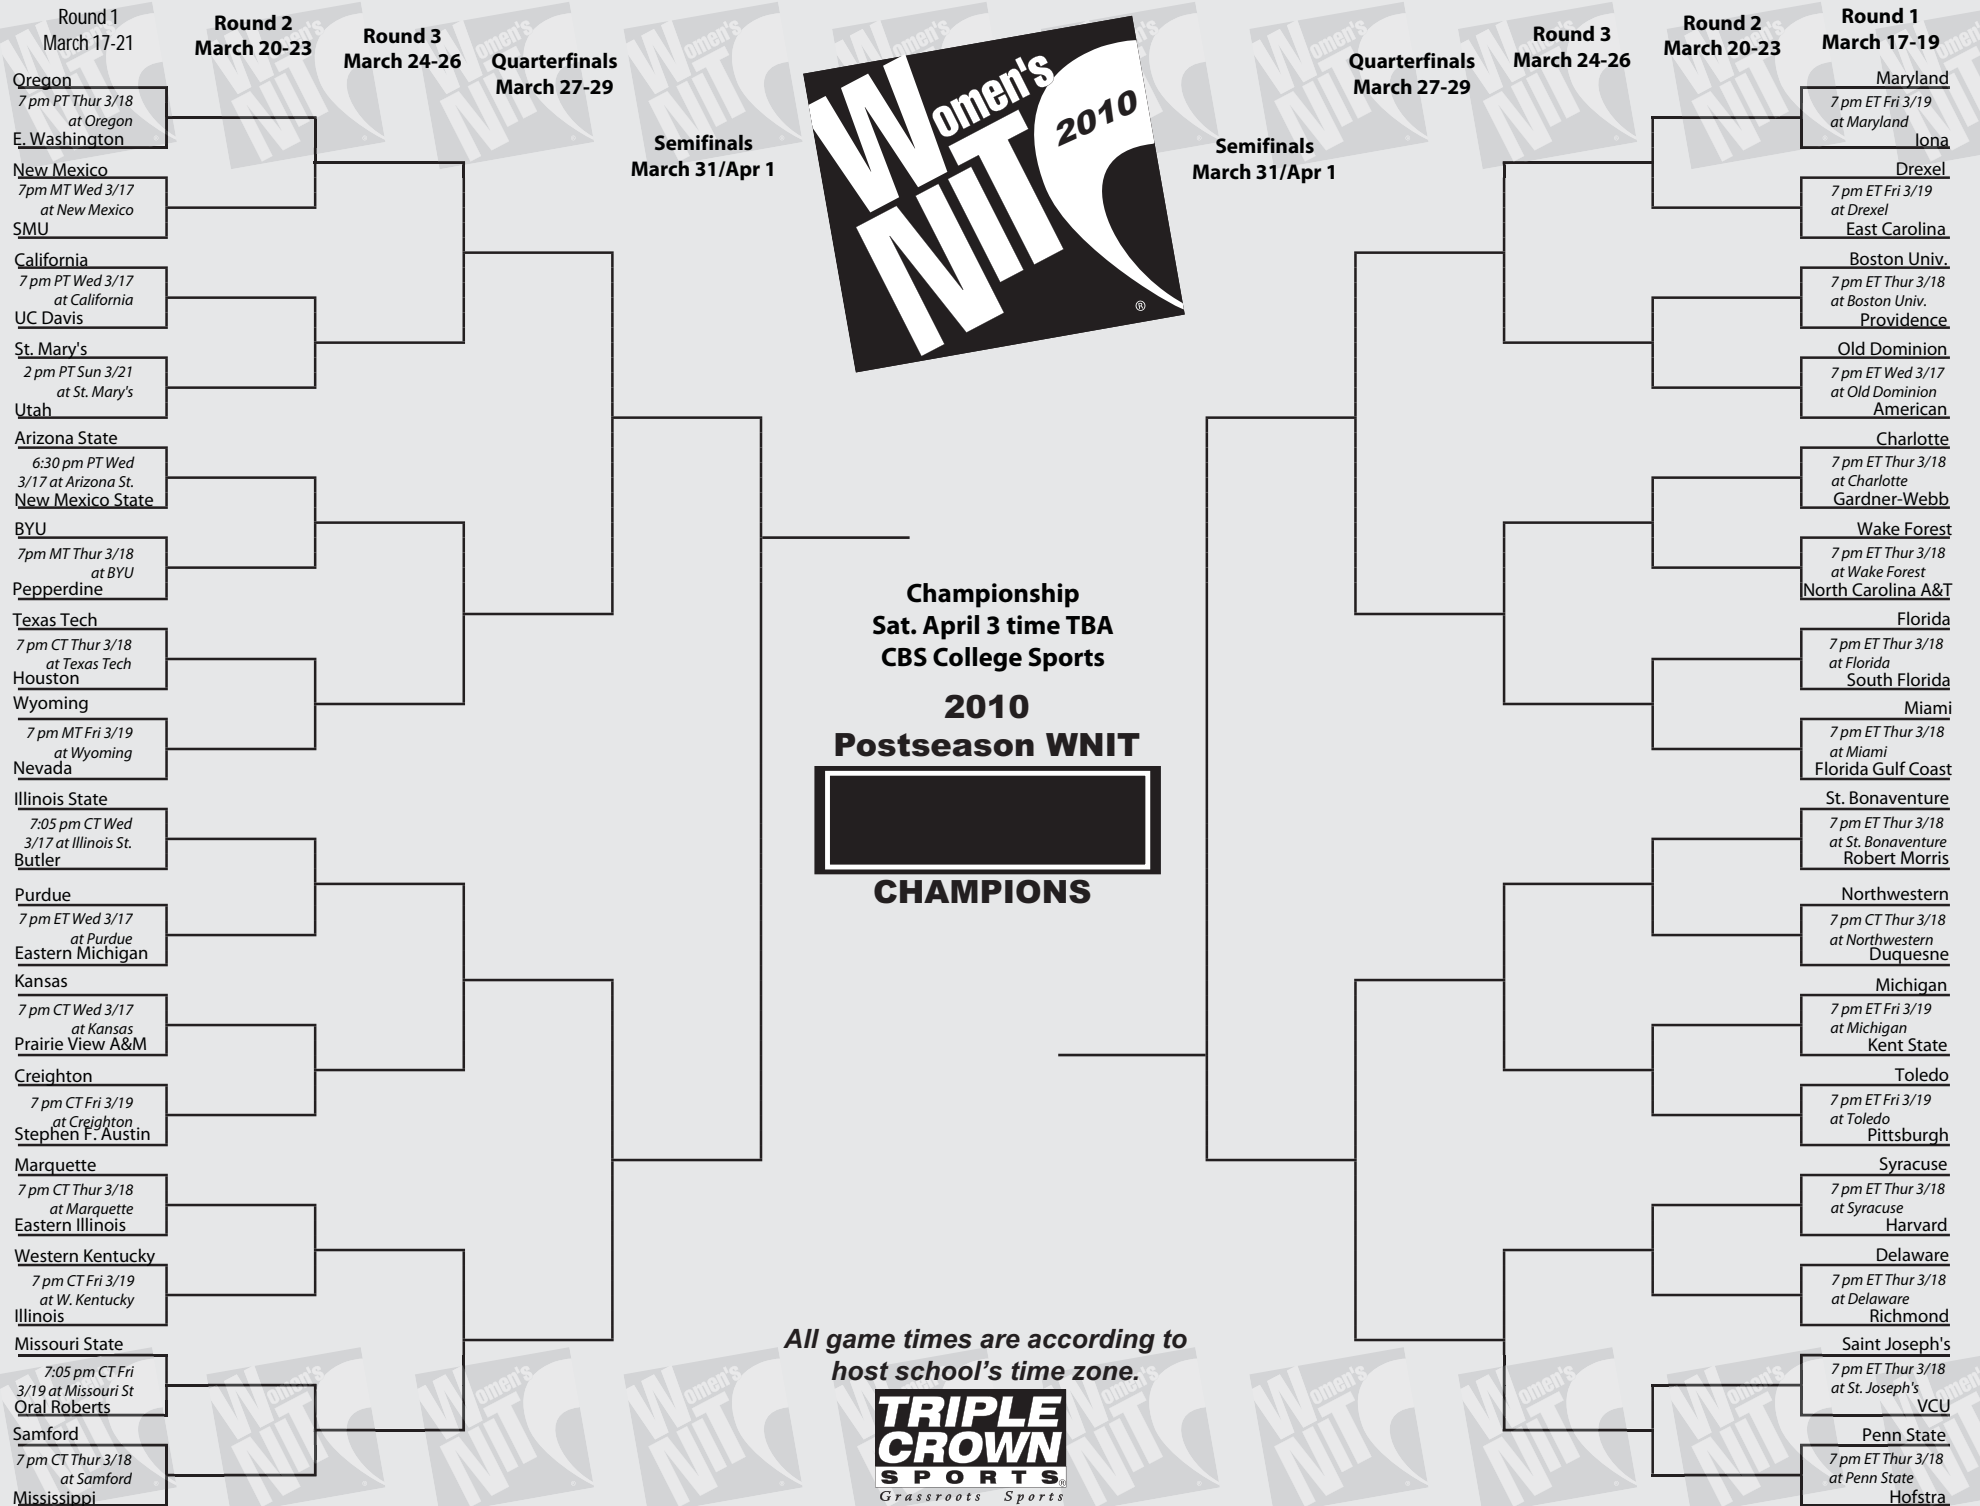 Round 1
March 17-21
Round 2
March 20-23
Round 3
March 24-26
Quarterfinals
March 27-29
Semifinals
March 31/Apr 1
Women's
NIT
2010
®
Semifinals
March 31/Apr 1
Quarterfinals
March 27-29
Round 3
March 24-26
Round 2
March 20-23
Round 1
March 17-19
Oregon
7 pm PT Thur 3/18
at Oregon
E. Washington
New Mexico
7pm MT Wed 3/17
at New Mexico
SMU
California
7 pm PT Wed 3/17
at California
UC Davis
St. Mary's
2 pm PT Sun 3/21
at St. Mary's
Utah
Arizona State
6:30 pm PT Wed
3/17 at Arizona St.
New Mexico State
BYU
7pm MT Thur 3/18
at BYU
Pepperdine
Texas Tech
7 pm CT Thur 3/18
at Texas Tech
Houston
Wyoming
7 pm MT Fri 3/19
at Wyoming
Nevada
Illinois State
7:05 pm CT Wed
3/17 at Illinois St.
Butler
Purdue
7 pm ET Wed 3/17
at Purdue
Eastern Michigan
Kansas
7 pm CT Wed 3/17
at Kansas
Prairie View A&M
Creighton
7 pm CT Fri 3/19
at Creighton
Stephen F. Austin
Marquette
7 pm CT Thur 3/18
at Marquette
Eastern Illinois
Western Kentucky
7 pm CT Fri 3/19
at W. Kentucky
Illinois
Missouri State
7:05 pm CT Fri
3/19 at Missouri St
Oral Roberts
Samford
7 pm CT Thur 3/18
at Samford
Mississippi
Championship
Sat. April 3 time TBA
CBS College Sports
2010
Postseason WNIT
CHAMPIONS
All game times are according to
host school’s time zone.
TRIPLE
CROWN
SPORTS®
Grassroots Sports
Maryland
7 pm ET Fri 3/19
at Maryland
Iona
Drexel
7 pm ET Fri 3/19
at Drexel
East Carolina
Boston Univ.
7 pm ET Thur 3/18
at Boston Univ.
Providence
Old Dominion
7 pm ET Wed 3/17
at Old Dominion
American
Charlotte
7 pm ET Thur 3/18
at Charlotte
Gardner-Webb
Wake Forest
7 pm ET Thur 3/18
at Wake Forest
North Carolina A&T
Florida
7 pm ET Thur 3/18
at Florida
South Florida
Miami
7 pm ET Thur 3/18
at Miami
Florida Gulf Coast
St. Bonaventure
7 pm ET Thur 3/18
at St. Bonaventure
Robert Morris
Northwestern
7 pm CT Thur 3/18
at Northwestern
Duquesne
Michigan
7 pm ET Fri 3/19
at Michigan
Kent State
Toledo
7 pm ET Fri 3/19
at Toledo
Pittsburgh
Syracuse
7 pm ET Thur 3/18
at Syracuse
Harvard
Delaware
7 pm ET Thur 3/18
at Delaware
Richmond
Saint Joseph's
7 pm ET Thur 3/18
at St. Joseph's
VCU
Penn State
7 pm ET Thur 3/18
at Penn State
Hofstra